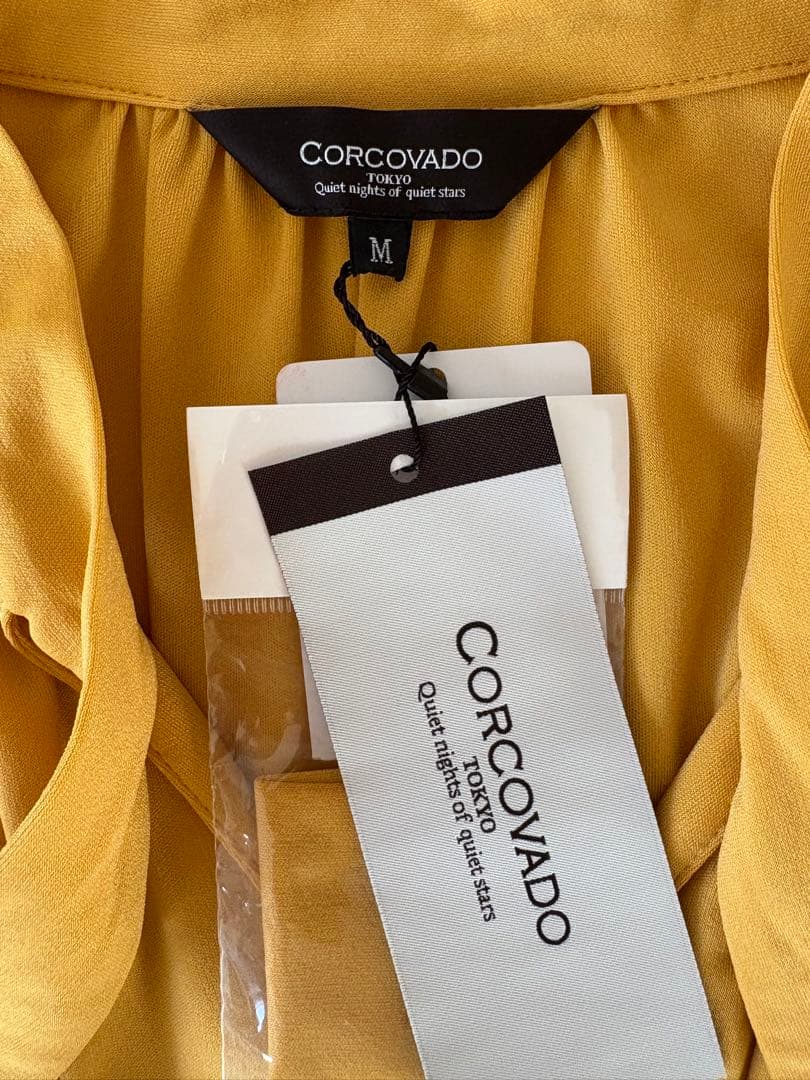 CORCOVADO
TOKYO
Quiet nights of quiet stars
M
CORCOVADO
TOKYO
Quiet nights of quiet stars